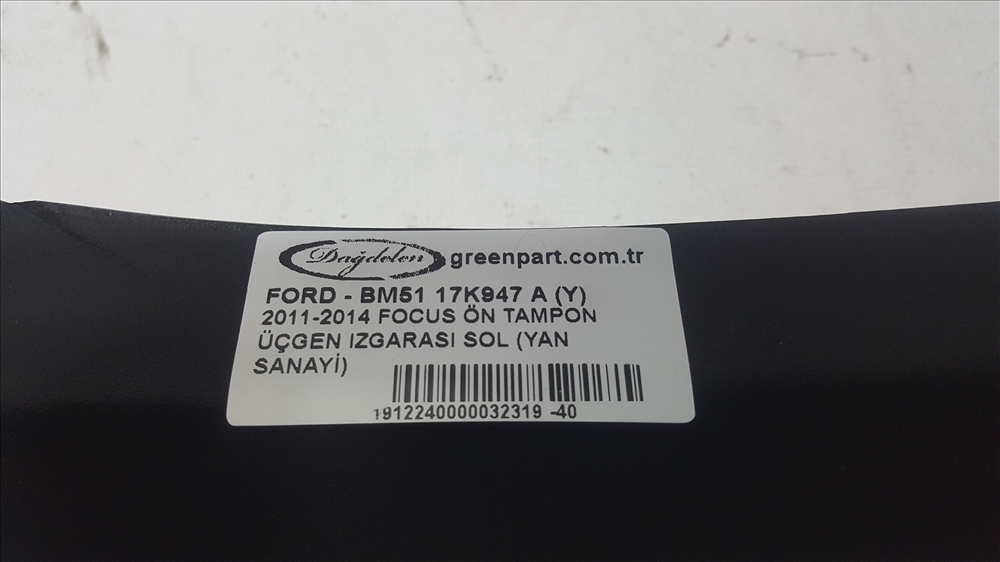 Dağdelen greenpart.com.tr
FORD - BM51 17K947 A (Y)
2011-2014 FOCUS ÖN TAMPON
ÜÇGEN IZGARASI SOL (YAN
SANAYİ)
1912240000032319 -40